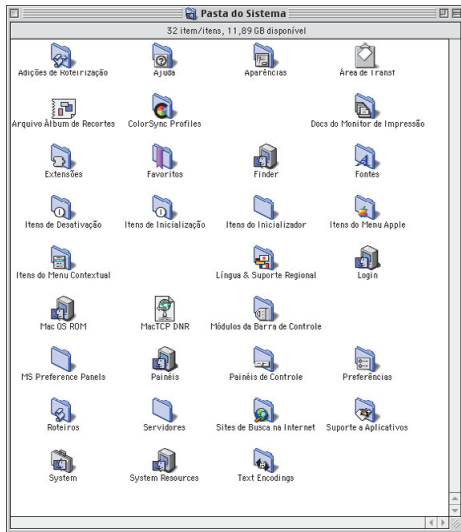 Pasta do Sistema
32 item/itens, 11,89 GB disponível
Adições de Roteirização
Ajuda
Aparências
Área de Transf
Arquivo Álbum de Recortes
ColorSync Profiles
Docs do Monitor de Impressão
Extensões
Favoritos
Finder
Fontes
Itens de Desativação
Itens de Inicialização
Itens do Inicializador
Itens do Menu Apple
Itens do Menu Contextual
Língua & Suporte Regional
Login
Mac OS ROM
MacTCP DNR
Módulos da Barra de Controle
MS Preference Panels
Painéis
Painéis de Controle
Preferências
Roteiros
Servidores
Sites de Busca na Internet
Suporte a Aplicativos
System
System Resources
Text Encodings